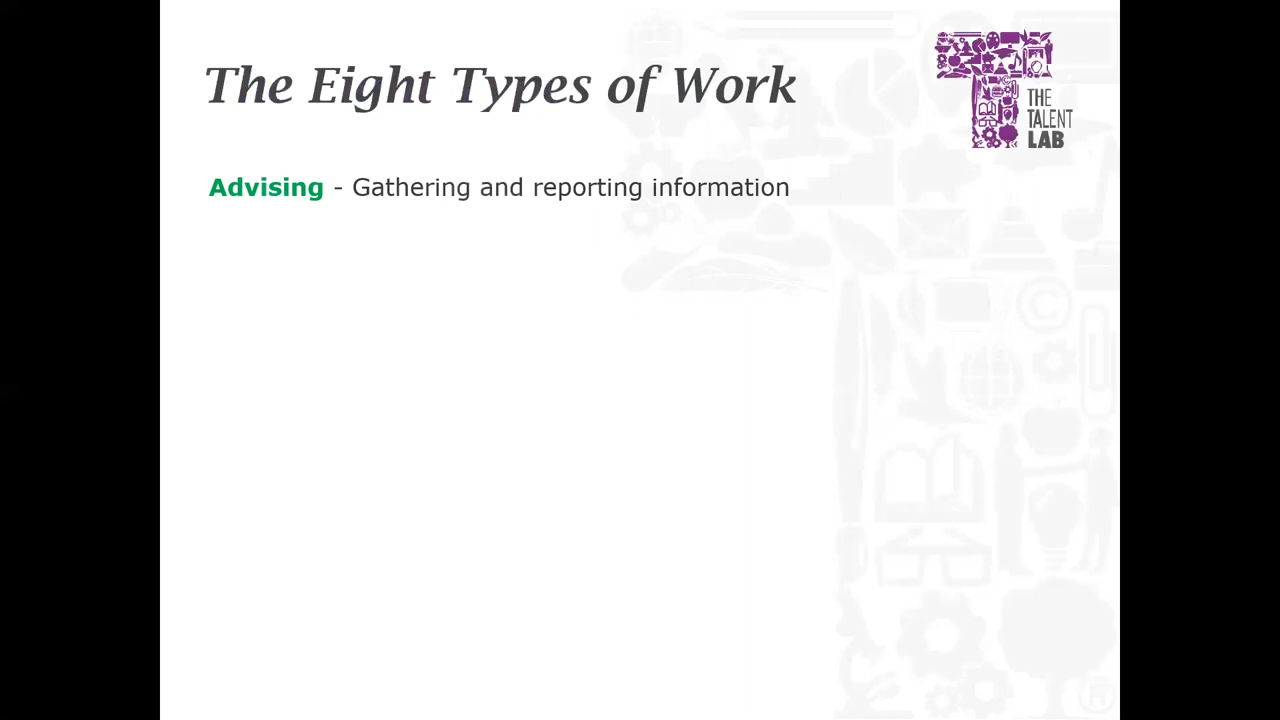 The Eight Types of Work
THE
TALENT
LAB
Advising - Gathering and reporting information